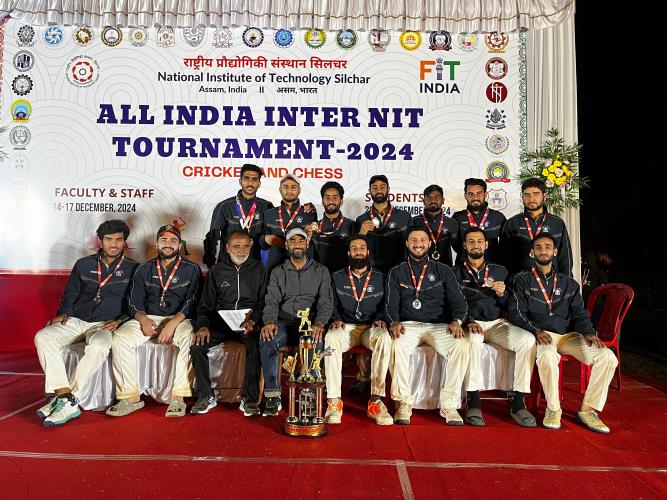 राष्ट्रीय प्रौद्योगिकी संस्थान सिलचर
National Institute of Technology Silchar
Assam, India II असम, भारत
FIT
INDIA
ALL INDIA INTER NIT
TOURNAMENT-2024
CRICKET AND CHESS
FACULTY & STAFF
14-17 DECEMBER, 2024
STUDENTS
2024